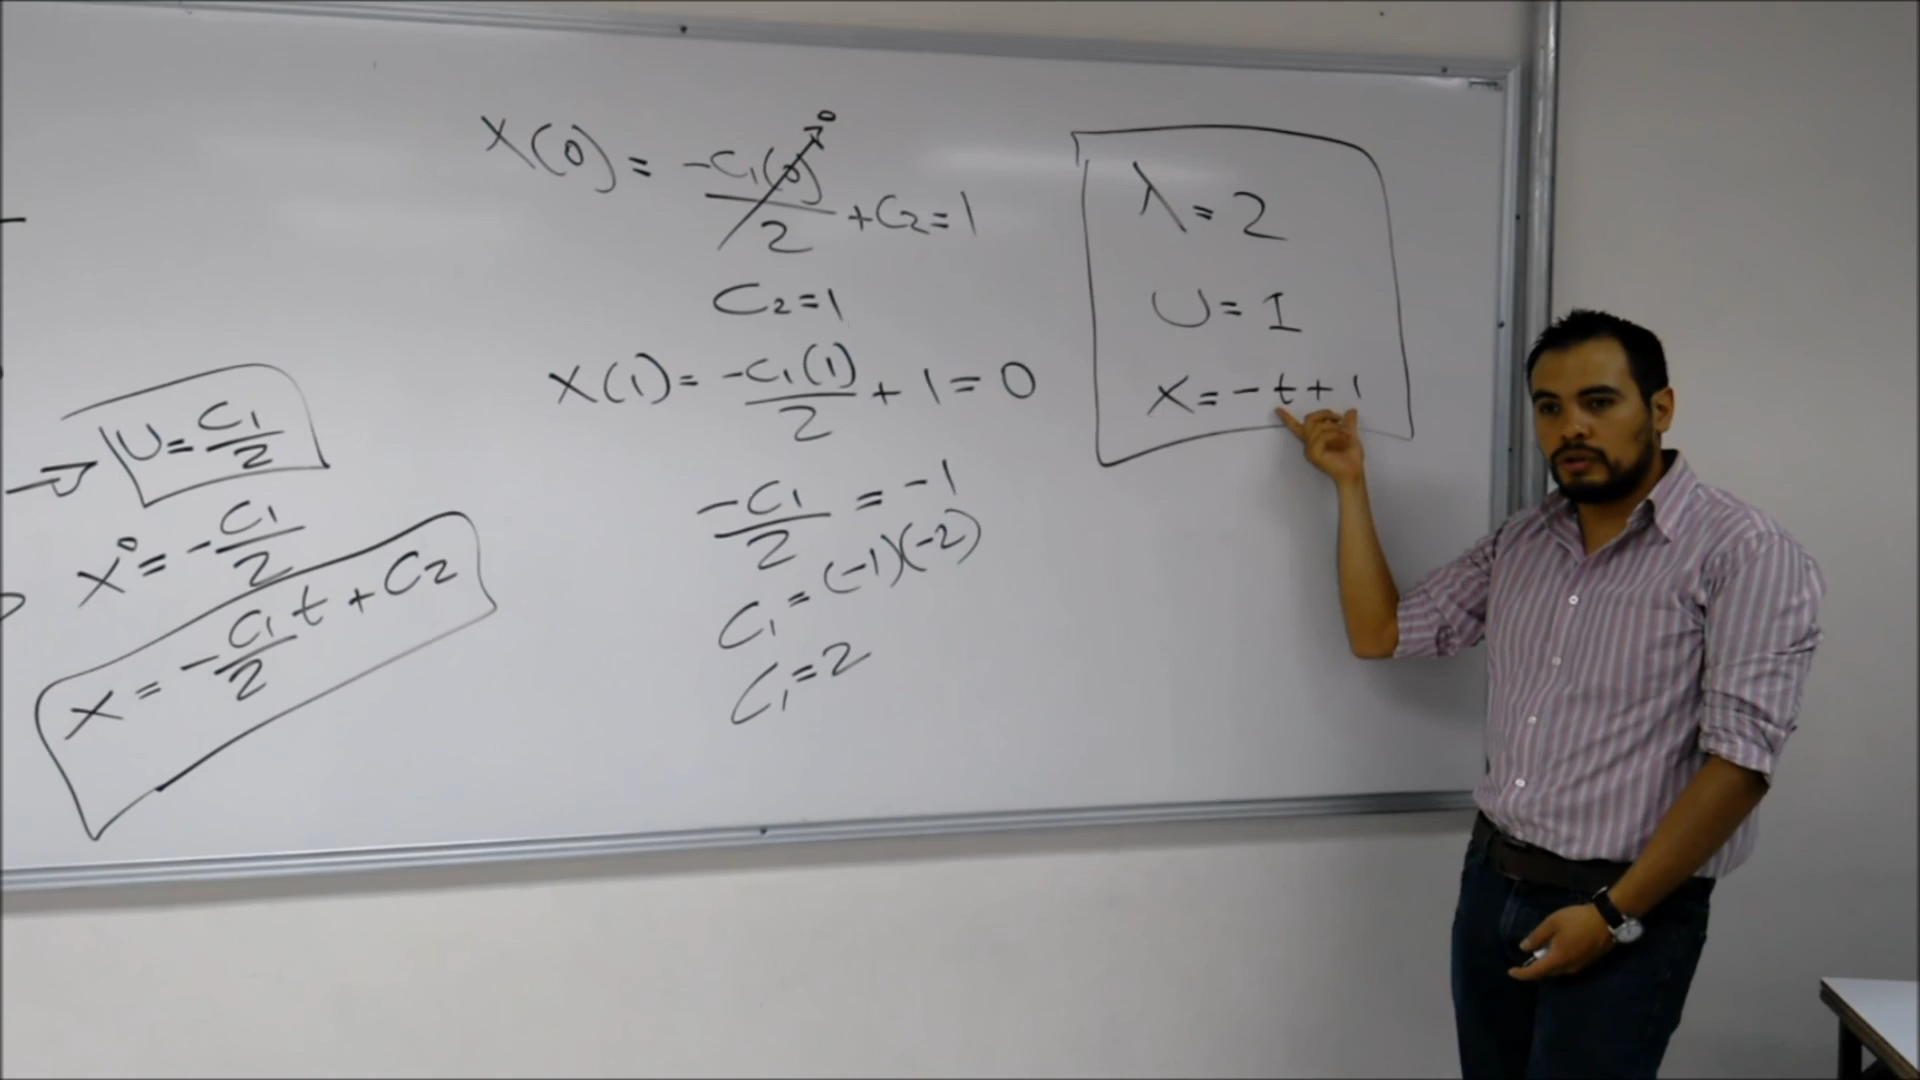 U = C₁/2
ẋ = -C₁/2
x = -C₁/2 t + C₂
X(0) = -C₁(0)/2 + C₂ = 1
0
C₂ = 1
X(1) = -C₁(1)/2 + 1 = 0
-C₁/2 = -1
C₁ = (-1)(-2)
C₁ = 2
λ = 2
U = 1
X = -t + 1